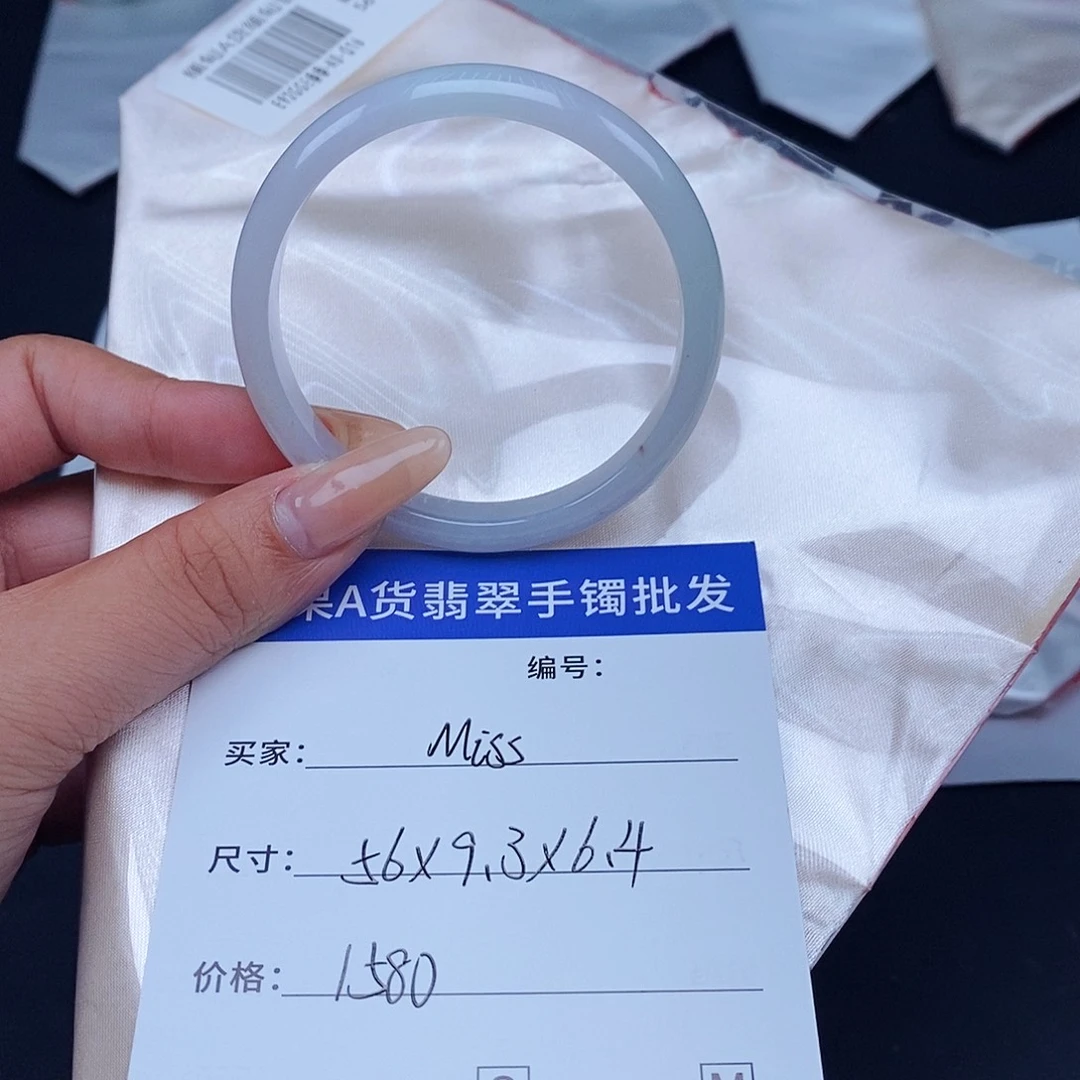 A货翡翠手镯批发
编号：
买家： Miss
尺寸： 56x9.3x6.4
价格： 1580